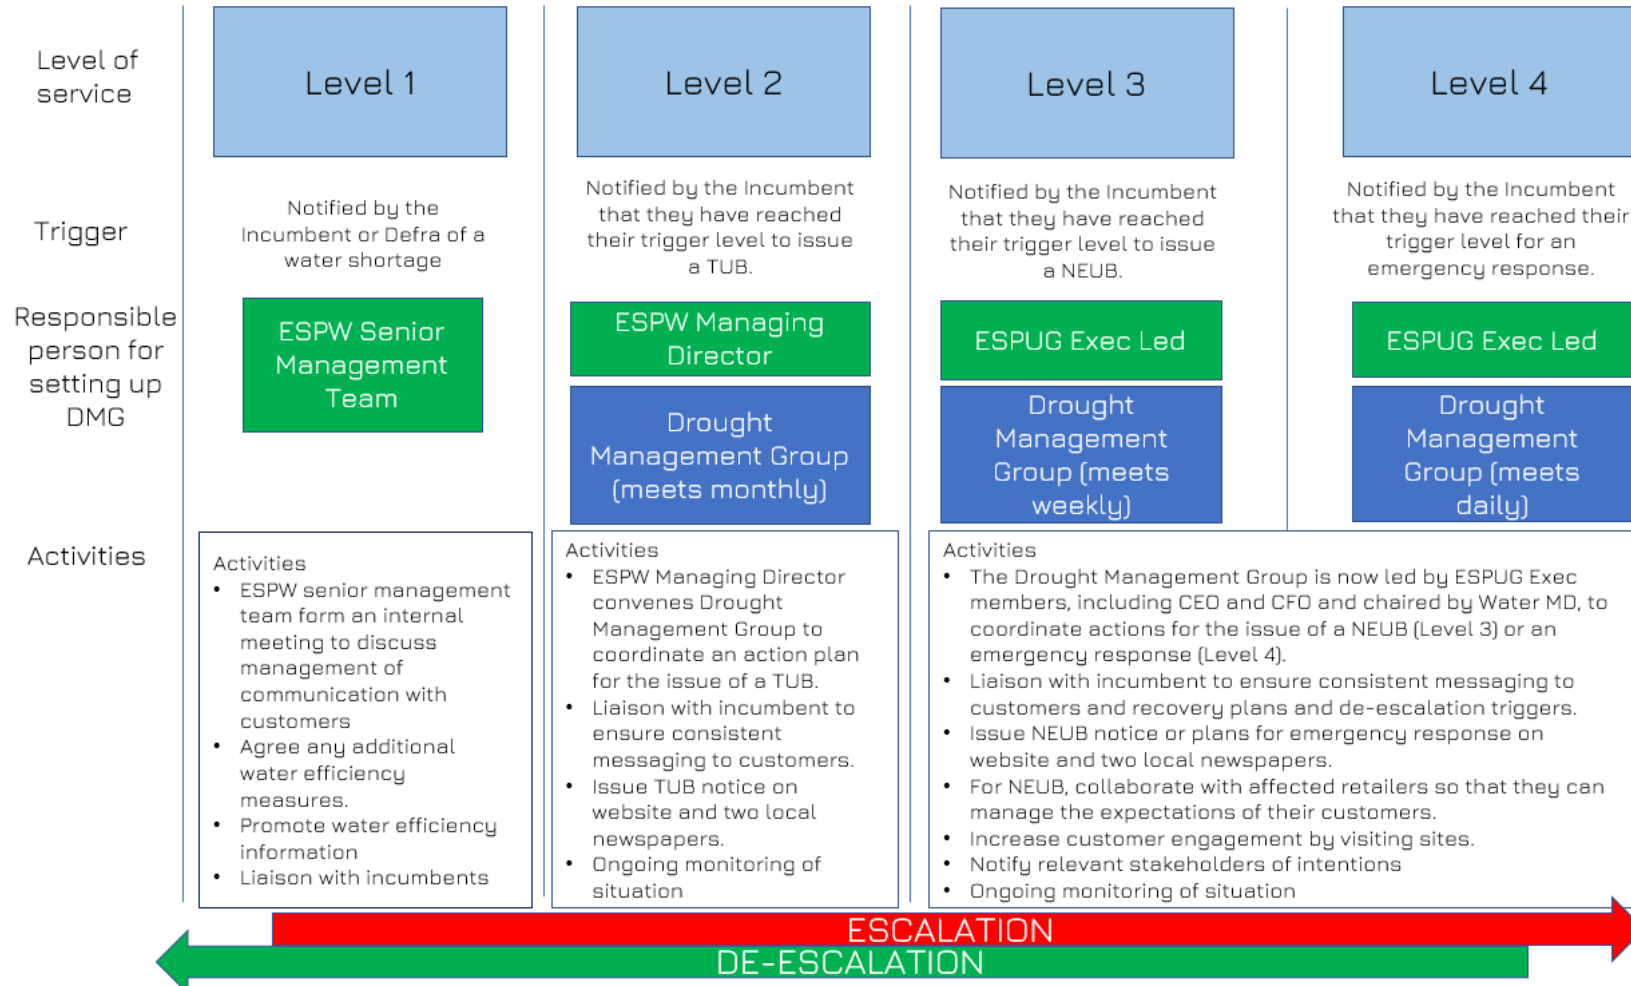 Level of
service
Level 1
Level 2
Level 3
Level 4
Trigger
Notified by the
Incumbent or Defra of a
water shortage
Notified by the Incumbent
that they have reached
their trigger level to issue
a TUB.
Notified by the Incumbent
that they have reached
their trigger level to issue
a NEUB.
Notified by the Incumbent
that they have reached their
trigger level for an
emergency response.
Responsible
person for
setting up
DMG
ESPW Senior
Management
Team
ESPW Managing
Director
Drought
Management Group
(meets monthly)
ESPUG Exec Led
Drought
Management
Group (meets
weekly)
ESPUG Exec Led
Drought
Management
Group (meets
daily)
Activities
Activities
• ESPW senior management
team form an internal
meeting to discuss
management of
communication with
customers
• Agree any additional
water efficiency
measures.
• Promote water efficiency
information
• Liaison with incumbents
Activities
• ESPW Managing Director
convenes Drought
Management Group to
coordinate an action plan
for the issue of a TUB.
• Liaison with incumbent to
ensure consistent
messaging to customers.
• Issue TUB notice on
website and two local
newspapers.
• Ongoing monitoring of
situation
Activities
• The Drought Management Group is now led by ESPUG Exec
members, including CEO and CFO and chaired by Water MD, to
coordinate actions for the issue of a NEUB (Level 3) or an
emergency response (Level 4).
• Liaison with incumbent to ensure consistent messaging to
customers and recovery plans and de-escalation triggers.
• Issue NEUB notice or plans for emergency response on
website and two local newspapers.
• For NEUB, collaborate with affected retailers so that they can
manage the expectations of their customers.
• Increase customer engagement by visiting sites.
• Notify relevant stakeholders of intentions
• Ongoing monitoring of situation
ESCALATION
DE-ESCALATION